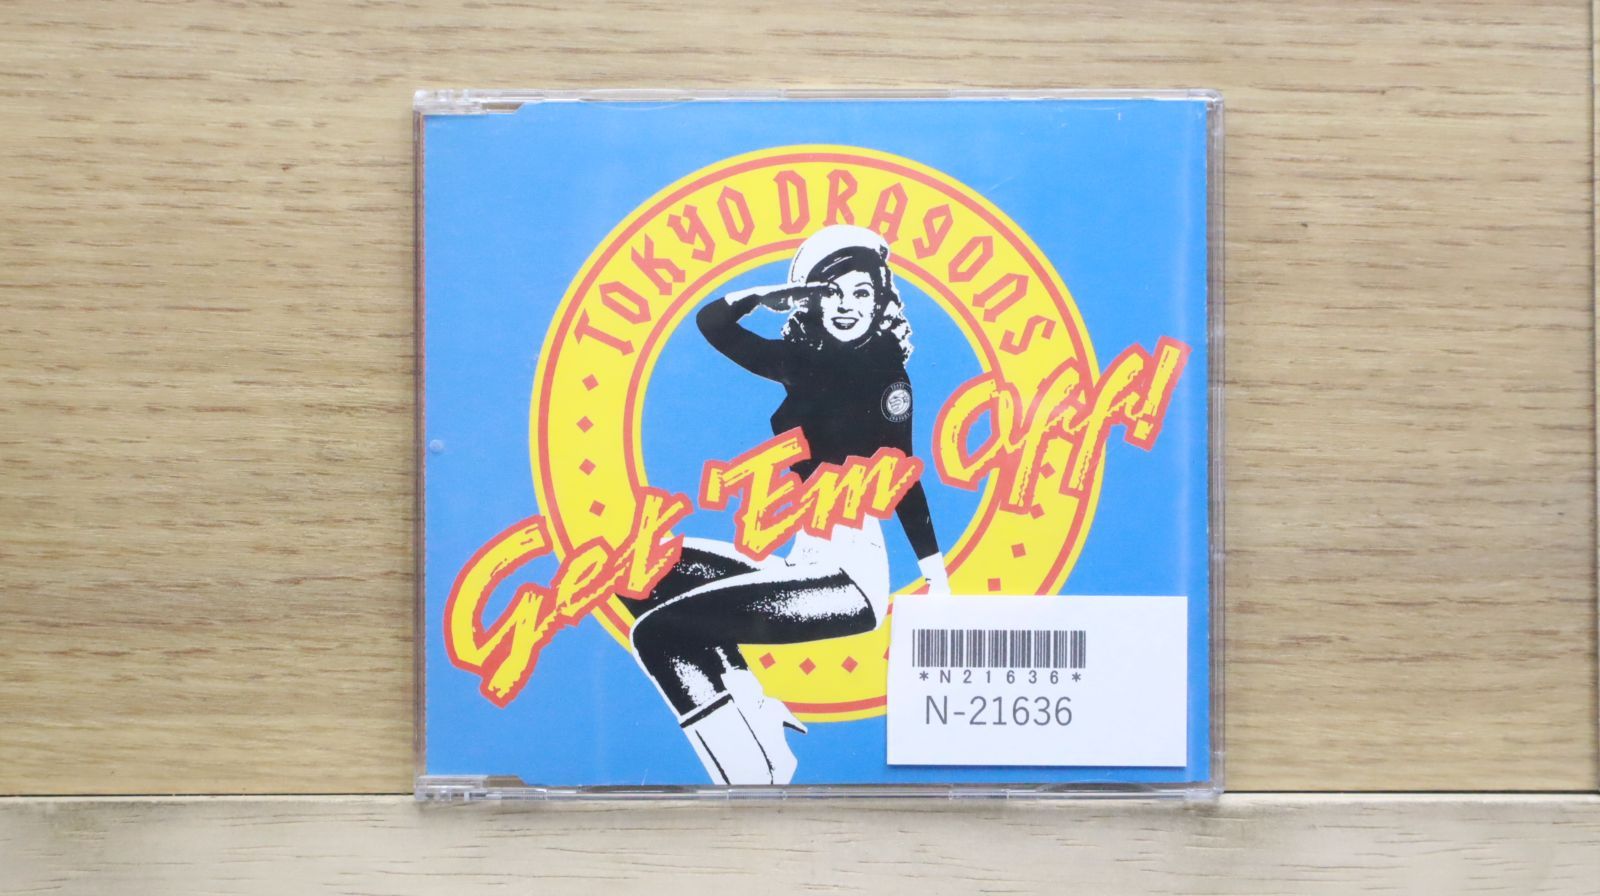 TOKYO DRAGONS
Get 'Em Off!
*N21636*
N-21636